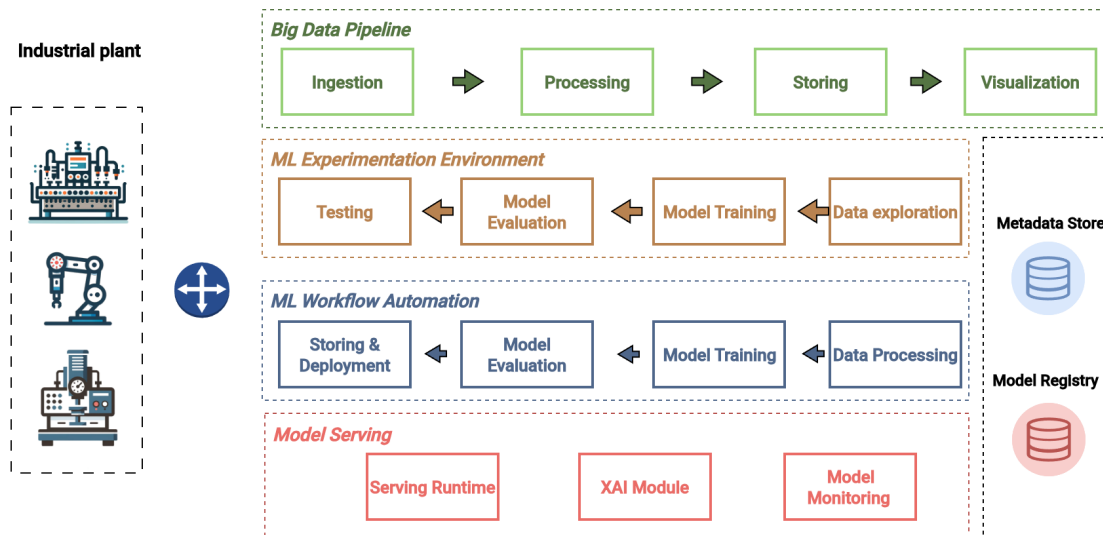 Industrial plant
Big Data Pipeline
Ingestion
Processing
Storing
Visualization
ML Experimentation Environment
Testing
Model
Evaluation
Model Training
Data exploration
Metadata Store
ML Workflow Automation
Storing &
Deployment
Model
Evaluation
Model Training
Data Processing
Model Registry
Model Serving
Serving Runtime
XAI Module
Model
Monitoring